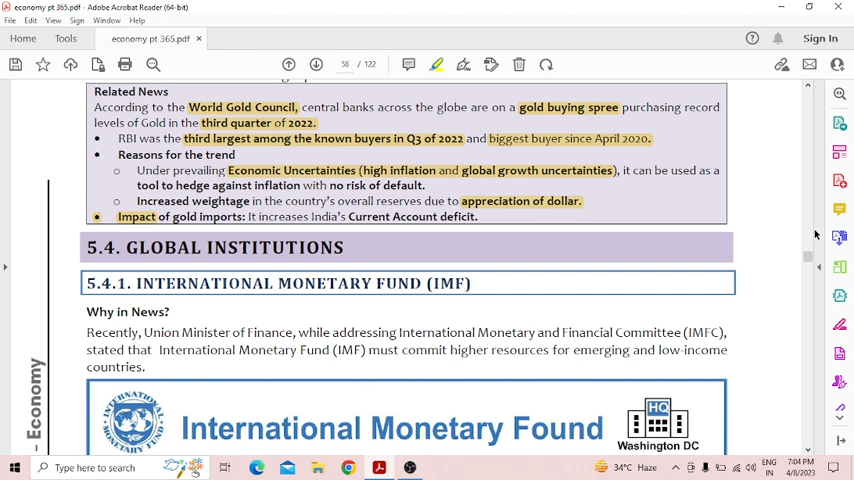 economy pt 365.pdf - Adobe Acrobat Reader (64-bit)
File Edit View Sign Window Help
Home Tools economy pt 365.pdf × Sign In
58 / 122
Related News
According to the World Gold Council, central banks across the globe are on a gold buying spree purchasing record
levels of Gold in the third quarter of 2022.
• RBI was the third largest among the known buyers in Q3 of 2022 and biggest buyer since April 2020.
• Reasons for the trend
o Under prevailing Economic Uncertainties (high inflation and global growth uncertainties), it can be used as a
tool to hedge against inflation with no risk of default.
o Increased weightage in the country's overall reserves due to appreciation of dollar.
• Impact of gold imports: It increases India's Current Account deficit.
5.4. GLOBAL INSTITUTIONS
5.4.1. INTERNATIONAL MONETARY FUND (IMF)
Why in News?
Recently, Union Minister of Finance, while addressing International Monetary and Financial Committee (IMFC),
stated that International Monetary Fund (IMF) must commit higher resources for emerging and low-income
countries.
– Economy
INTERNATIONAL MONETARY FUND
International Monetary Found
HQ
Washington DC
Type here to search
34°C Haze
ENG
IN
7:04 PM
4/8/2023